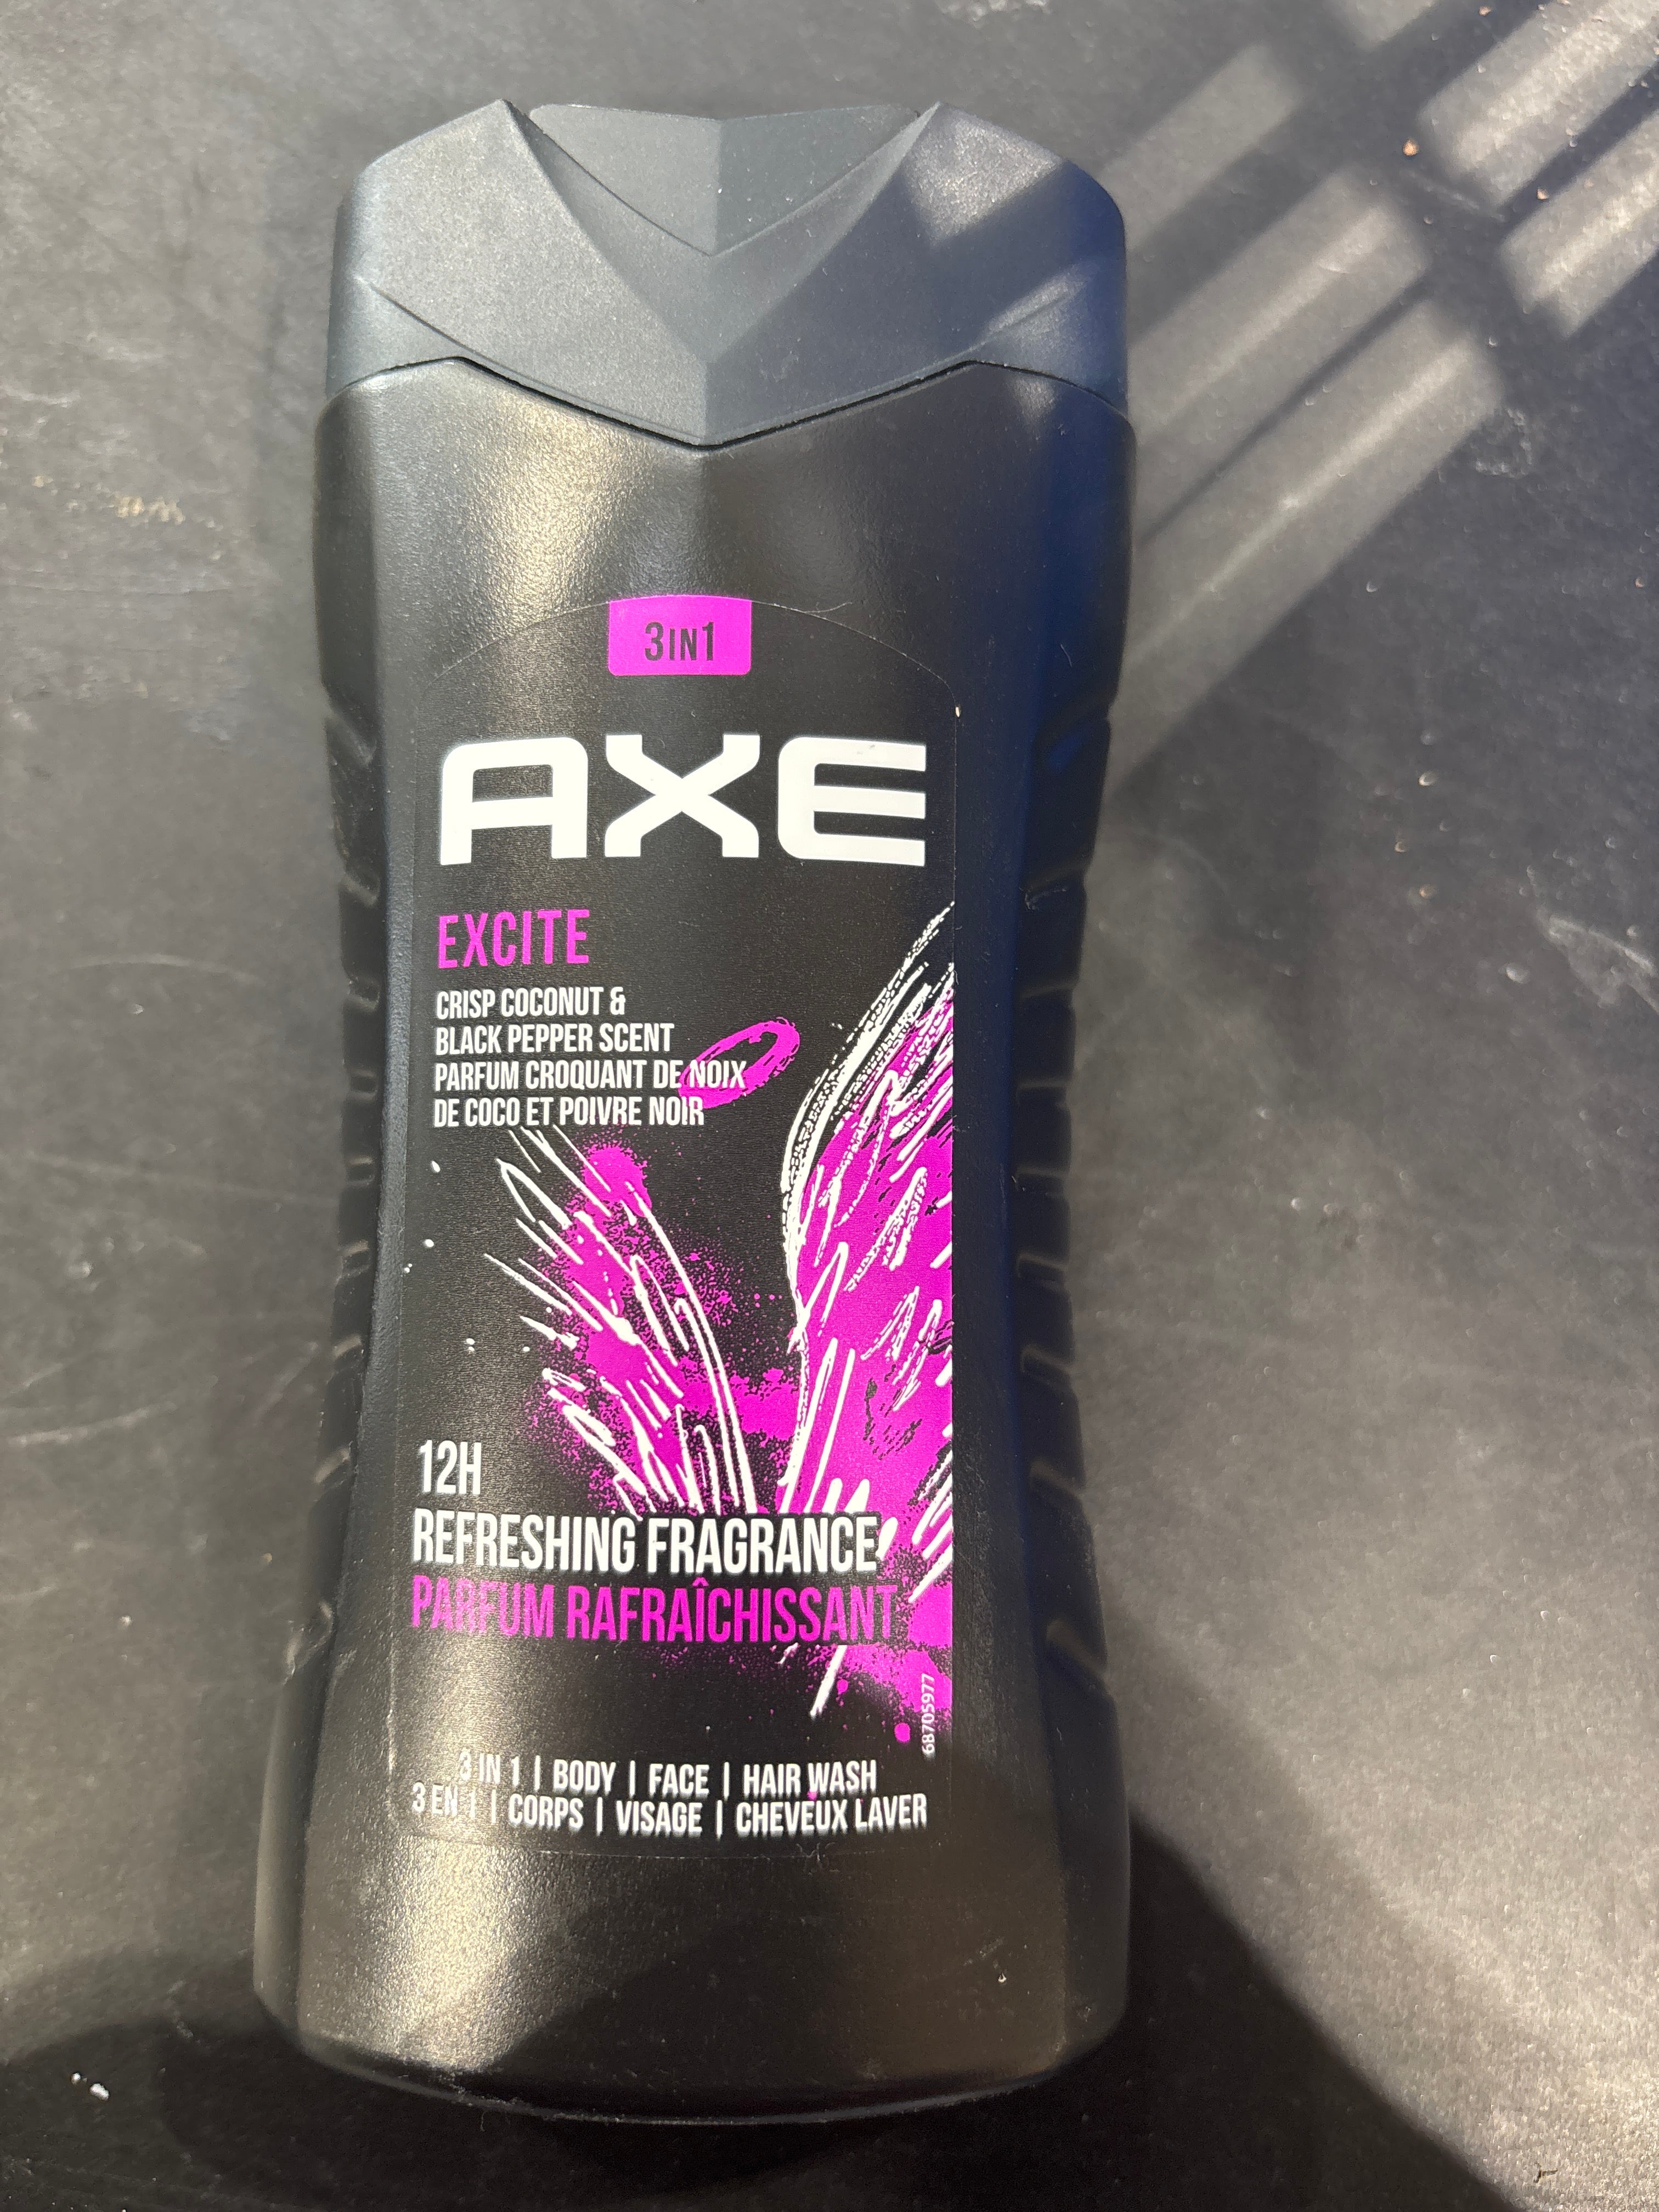 3IN1
AXE
EXCITE
CRISP COCONUT &
BLACK PEPPER SCENT
PARFUM CROQUANT DE NOIX
DE COCO ET POIVRE NOIR
12H
REFRESHING FRAGRANCE
PARFUM RAFRAÎCHISSANT
68705977
3 IN 1 | BODY | FACE | HAIR WASH
3 EN 1 | CORPS | VISAGE | CHEVEUX LAVER